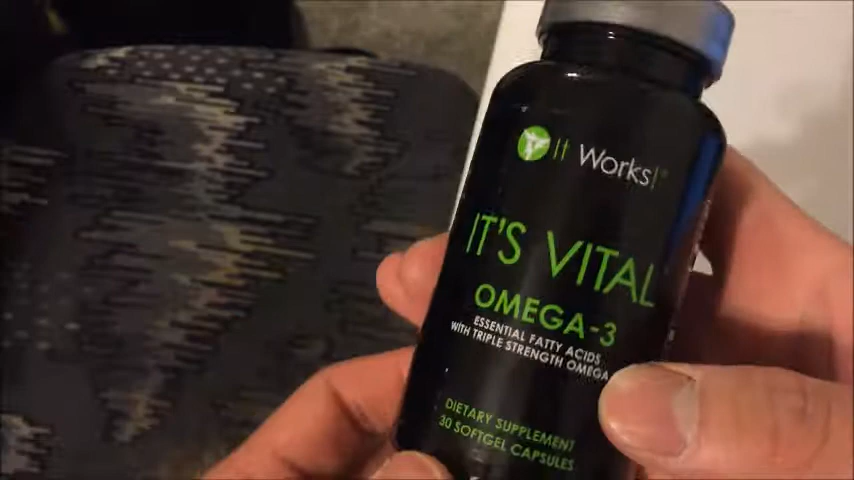 It Works!®
IT'S VITAL
OMEGA-3
ESSENTIAL FATTY ACIDS
WITH TRIPLE STRENGTH OMEGA
DIETARY SUPPLEMENT
30 SOFTGEL CAPSULES